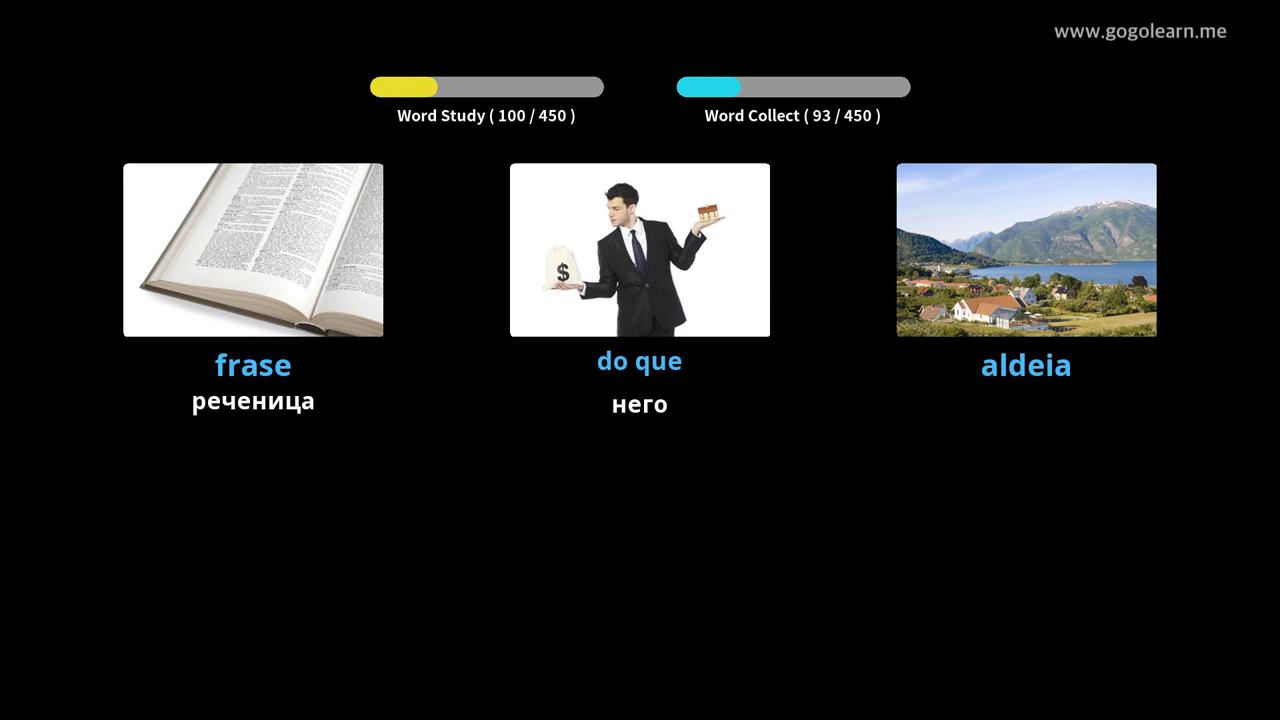 www.gogolearn.me
Word Study ( 100 / 450 )
Word Collect ( 93 / 450 )
$
frase
реченица
do que
него
aldeia